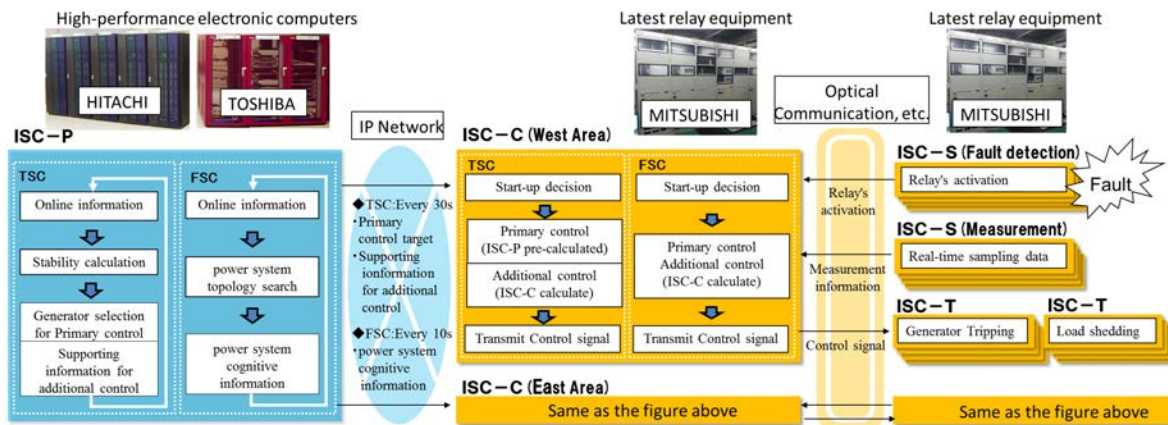 High-performance electronic computers
Latest relay equipment
Latest relay equipment
HITACHI
TOSHIBA
MITSUBISHI
MITSUBISHI
IP Network
Optical
Communication, etc.
ISC-P
TSC
Online information
Stability calculation
Generator selection
for Primary control
Supporting
information for
additional control
FSC
Online information
power system
topology search
power system
cognitive
information
◆TSC:Every 30s
・Primary
control target
・Supporting
ionformation
for additional
control
◆FSC:Every 10s
・power system
cognitive
information
ISC-C (West Area)
TSC
Start-up decision
Primary control
(ISC-P pre-calculated)
Additional control
(ISC-C calculate)
Transmit Control signal
FSC
Start-up decision
Primary control
Additional control
(ISC-C calculate)
Transmit Control signal
ISC-C (East Area)
Same as the figure above
Relay's
activation
Measurement
information
Control signal
ISC-S (Fault detection)
Relay's activation
Fault
ISC-S (Measurement)
Real-time sampling data
ISC-T
Generator Tripping
ISC-T
Load shedding
Same as the figure above